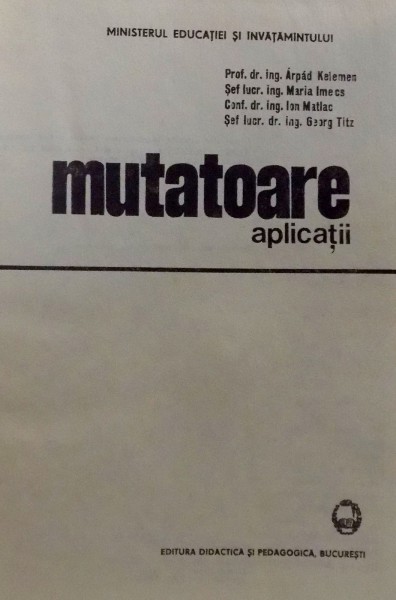 MINISTERUL EDUCAȚIEI ȘI INVĂȚĂMINTULUI
Prof. dr. ing. Árpád Kelemen
Șef lucr. ing. Maria Imecs
Conf. dr. ing. Ion Matlac
Șef lucr. dr. ing. Georg Titz
mutatoare
aplicații
EDITURA DIDACTICĂ ȘI PEDAGOGICĂ, BUCUREȘTI